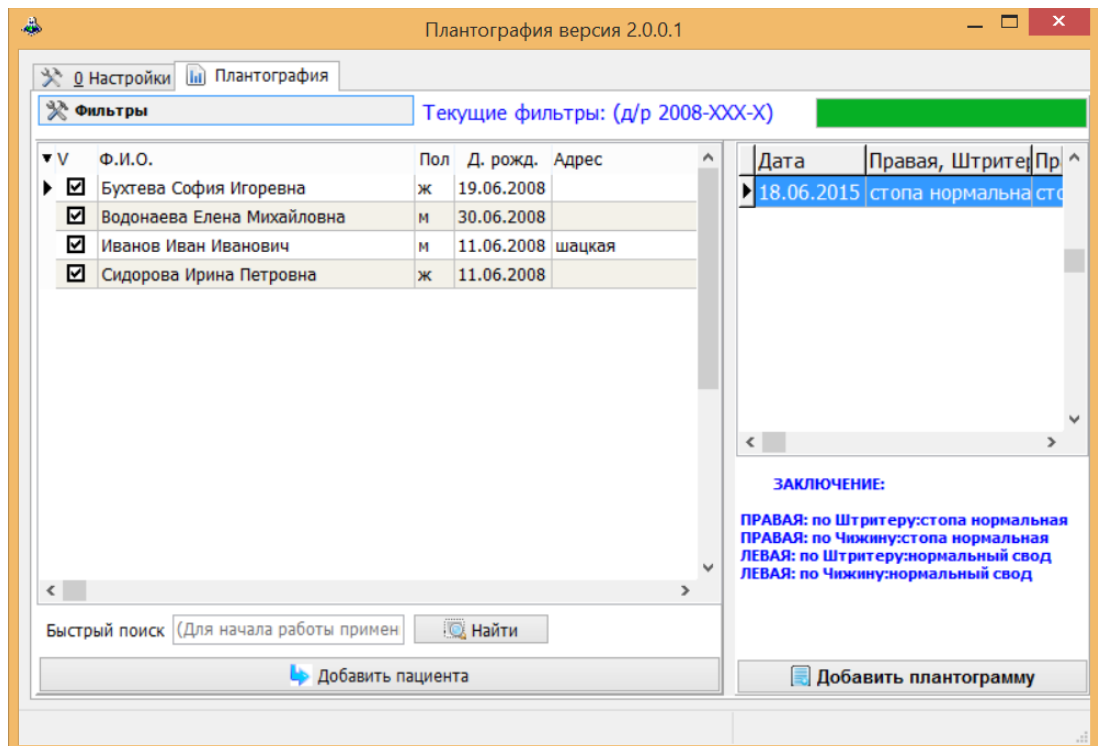 Плантография версия 2.0.0.1
0 Настройки Плантография
Фильтры Текущие фильтры: (д/р 2008-XXX-X)
V Ф.И.О. Пол Д. рожд. Адрес
Бухтева София Игоревна ж 19.06.2008
Водонаева Елена Михайловна м 30.06.2008
Иванов Иван Иванович м 11.06.2008 шацкая
Сидорова Ирина Петровна ж 11.06.2008
Дата Правая, Штритер Пр
18.06.2015 стопа нормальна сто
ЗАКЛЮЧЕНИЕ:
ПРАВАЯ: по Штритеру:стопа нормальная
ПРАВАЯ: по Чижину:стопа нормальная
ЛЕВАЯ: по Штритеру:нормальный свод
ЛЕВАЯ: по Чижину:нормальный свод
Быстрый поиск (Для начала работы примен Найти
Добавить пациента
Добавить плантограмму